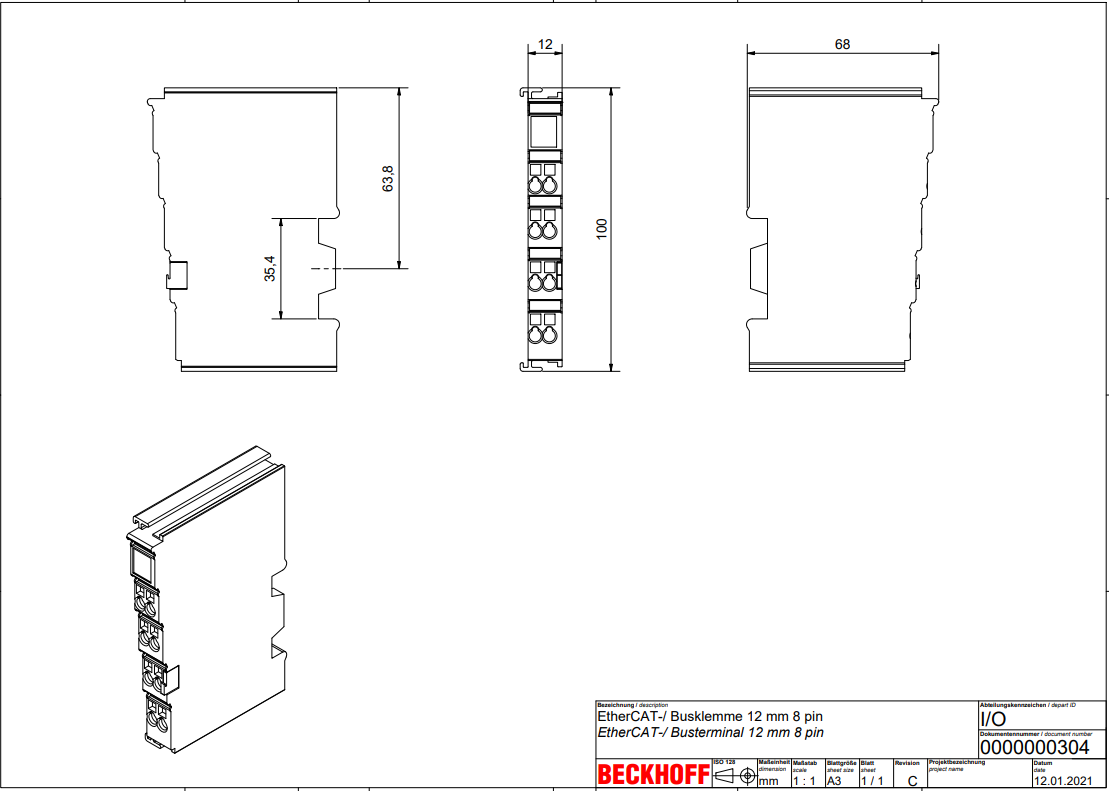 12
68
63,8
35,4
100
Bezeichnung / description
EtherCAT-/ Busklemme 12 mm 8 pin
EtherCAT-/ Busterminal 12 mm 8 pin
Abteilungskennzeichen / depart ID
I/O
Dokumentennummer / document number
0000000304
BECKHOFF
ISO 128
Maßeinheit
dimension
mm
Maßstab
scale
1 : 1
Blattgröße
sheet size
A3
Blatt
sheet
1 / 1
Revision
C
Projektbezeichnung
project name
Datum
date
12.01.2021